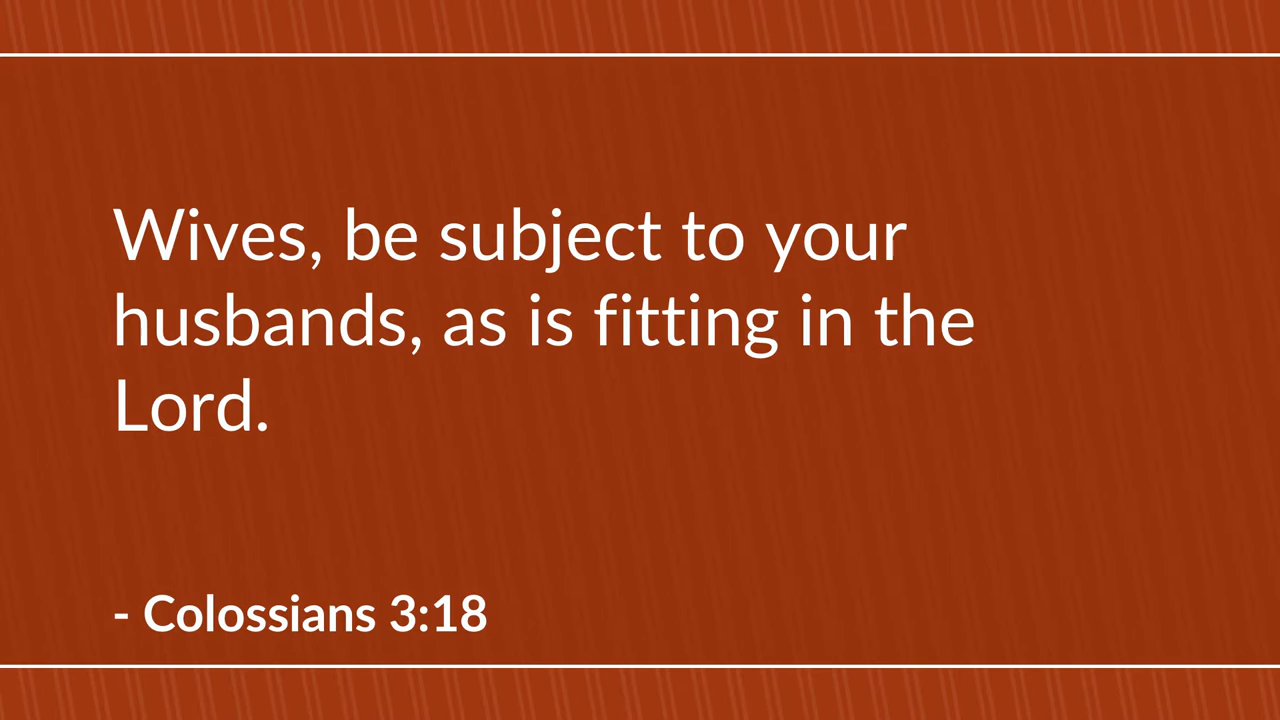 Wives, be subject to your
husbands, as is fitting in the
Lord.
- Colossians 3:18